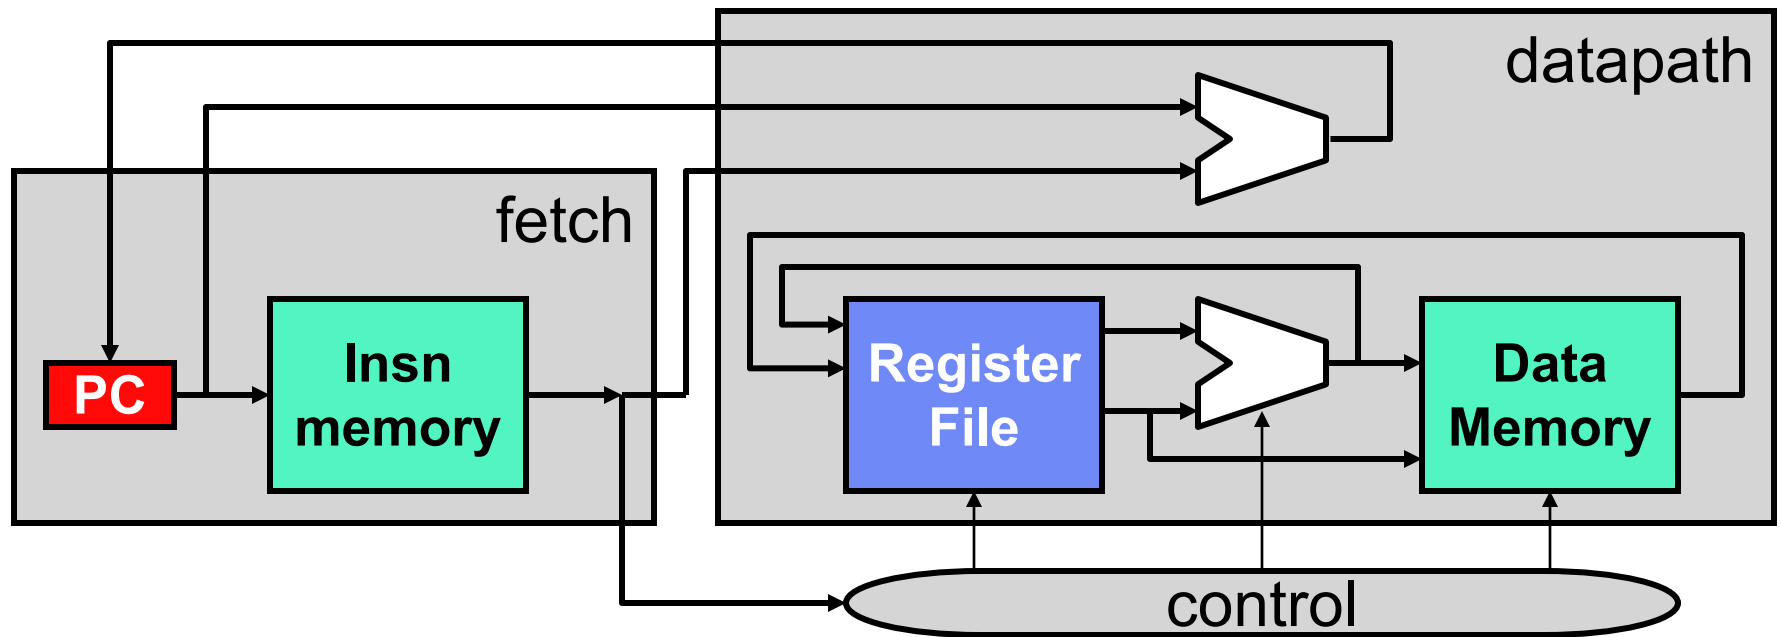 datapath
fetch
PC
Insn
memory
Register
File
Data
Memory
control